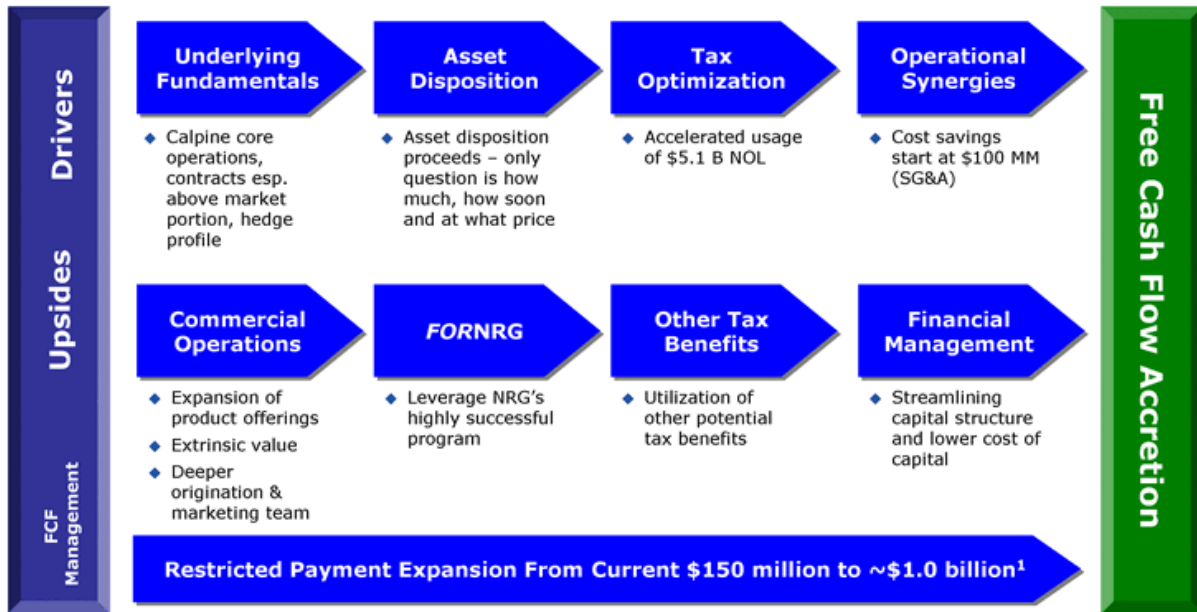 Drivers
Underlying
Fundamentals
Asset
Disposition
Tax
Optimization
Operational
Synergies
◆ Calpine core
operations,
contracts esp.
above market
portion, hedge
profile
◆ Asset disposition
proceeds – only
question is how
much, how soon
and at what price
◆ Accelerated usage
of $5.1 B NOL
◆ Cost savings
start at $100 MM
(SG&A)
Upsides
Commercial
Operations
FORNRG
Other Tax
Benefits
Financial
Management
◆ Expansion of
product offerings
◆ Extrinsic value
◆ Deeper
origination &
marketing team
◆ Leverage NRG's
highly successful
program
◆ Utilization of
other potential
tax benefits
◆ Streamlining
capital structure
and lower cost of
capital
FCF
Management
Restricted Payment Expansion From Current $150 million to ~$1.0 billion¹
Free Cash Flow Accretion